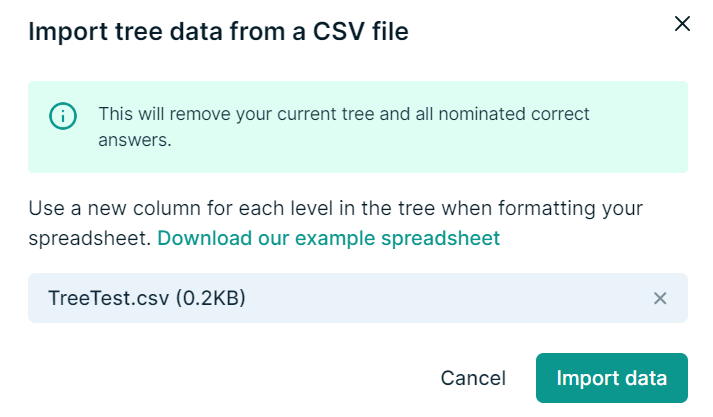 Import tree data from a CSV file
This will remove your current tree and all nominated correct
answers.
Use a new column for each level in the tree when formatting your
spreadsheet. Download our example spreadsheet
TreeTest.csv (0.2KB)
Cancel
Import data